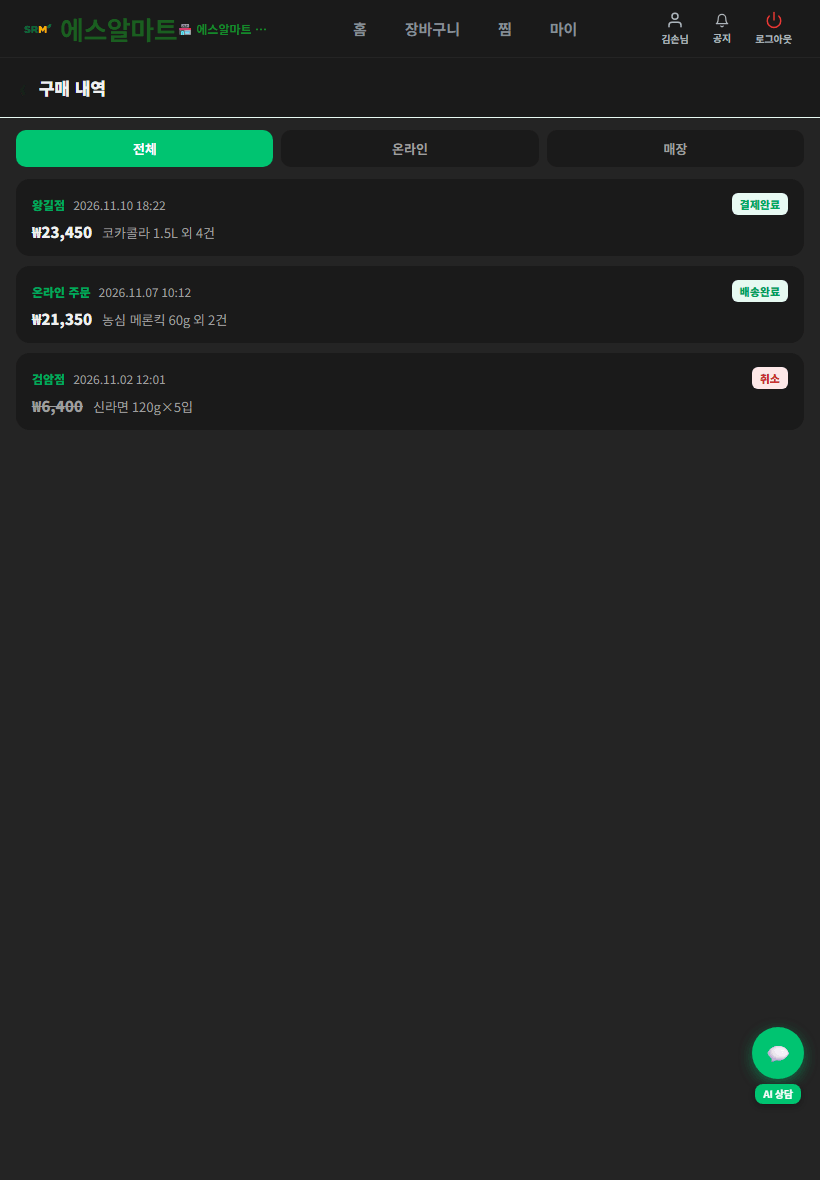 SRM 에스알마트 에스알마트 ···
홈 장바구니 찜 마이
김손님 공지 로그아웃
구매 내역
전체 온라인 매장
왕길점 2026.11.10 18:22 결제완료
₩23,450 코카콜라 1.5L 외 4건
온라인 주문 2026.11.07 10:12 배송완료
₩21,350 농심 메론킥 60g 외 2건
검암점 2026.11.02 12:01 취소
₩6,400 신라면 120g×5입
AI 상담